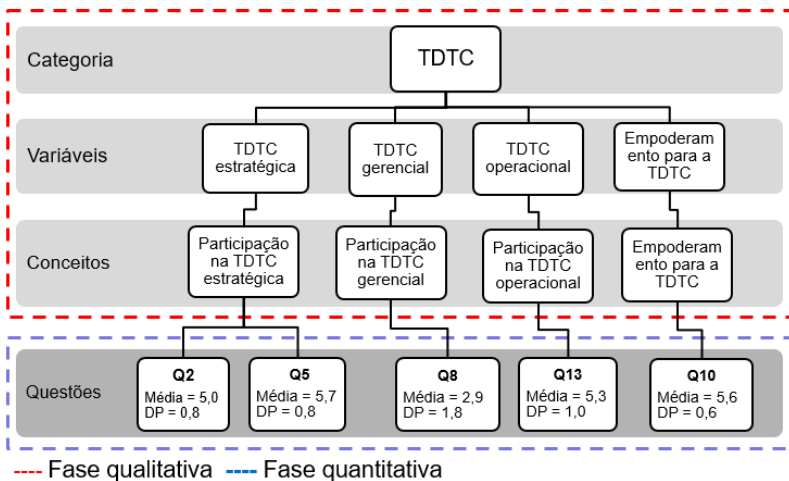 Categoria
TDTC
Variáveis
TDTC
estratégica
TDTC
gerencial
TDTC
operacional
Empoderam
ento para a
TDTC
Conceitos
Participação
na TDTC
estratégica
Participação
na TDTC
gerencial
Participação
na TDTC
operacional
Empoderam
ento para a
TDTC
Questões
Q2
Média = 5,0
DP = 0,8
Q5
Média = 5,7
DP = 0,8
Q8
Média = 2,9
DP = 1,8
Q13
Média = 5,3
DP = 1,0
Q10
Média = 5,6
DP = 0,6
---- Fase qualitativa ---- Fase quantitativa